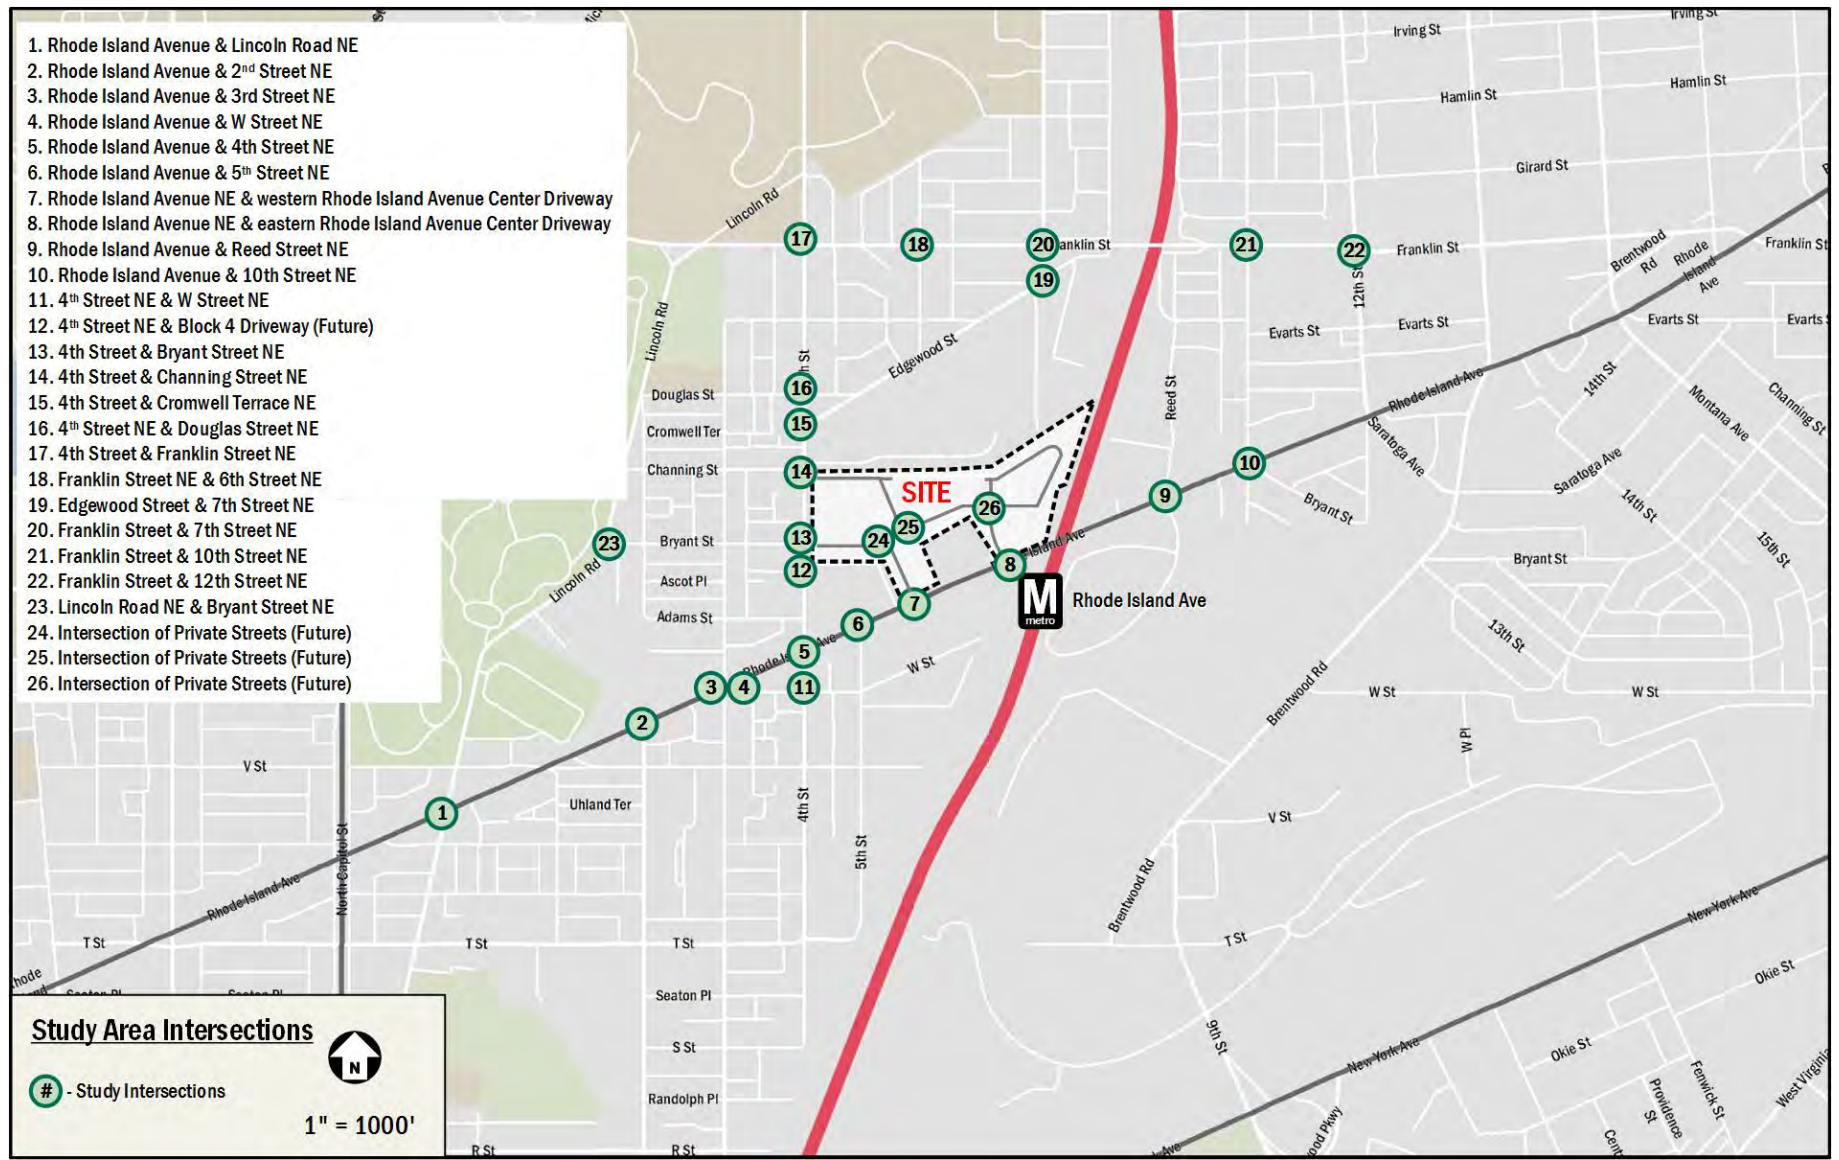 1. Rhode Island Avenue & Lincoln Road NE
2. Rhode Island Avenue & 2nd Street NE
3. Rhode Island Avenue & 3rd Street NE
4. Rhode Island Avenue & W Street NE
5. Rhode Island Avenue & 4th Street NE
6. Rhode Island Avenue & 5th Street NE
7. Rhode Island Avenue NE & western Rhode Island Avenue Center Driveway
8. Rhode Island Avenue NE & eastern Rhode Island Avenue Center Driveway
9. Rhode Island Avenue & Reed Street NE
10. Rhode Island Avenue & 10th Street NE
11. 4th Street NE & W Street NE
12. 4th Street NE & Block 4 Driveway (Future)
13. 4th Street & Bryant Street NE
14. 4th Street & Channing Street NE
15. 4th Street & Cromwell Terrace NE
16. 4th Street NE & Douglas Street NE
17. 4th Street & Franklin Street NE
18. Franklin Street NE & 6th Street NE
19. Edgewood Street & 7th Street NE
20. Franklin Street & 7th Street NE
21. Franklin Street & 10th Street NE
22. Franklin Street & 12th Street NE
23. Lincoln Road NE & Bryant Street NE
24. Intersection of Private Streets (Future)
25. Intersection of Private Streets (Future)
26. Intersection of Private Streets (Future)
Irving St
Irving St
Hamlin St
Hamlin St
Girard St
Lincoln Rd
17
18
20
anklin St
21
22
Franklin St
Brentwood Rd
Rhode Island Ave
Franklin St
19
12th St
Lincoln Rd
Evarts St
Evarts St
Evarts St
Evarts
h St
Edgewood St
Douglas St
16
Reed St
Rhode Island Ave
14th St
Montana Ave
Channing St
Cromwell Ter
15
Saratoga Ave
Channing St
14
SITE
10
Saratoga Ave
9
Bryant St
14th St
26
25
23
Bryant St
13
24
Island Ave
15th St
Lincoln Rd
Ascot Pl
12
8
Bryant St
M
metro
Rhode Island Ave
Adams St
7
6
13th St
5
Rhode Is
Ave
W St
3
4
11
Brentwood Rd
W St
W St
2
W Pl
V St
1
Uhland Ter
4th St
V St
5th St
North Capitol St
Rhode Island Ave
Brentwood Rd
New York Ave
T St
T St
T St
T St
hode
Okie St
Seaton Pl
Seaton Pl
Seaton Pl
Study Area Intersections
N
# - Study Intersections
1" = 1000'
S St
9th St
New York Ave
Okie St
Fenwick St
Providence St
West Virginia
Randolph Pl
ood Pkwy
Cent
R St
R St
Ave